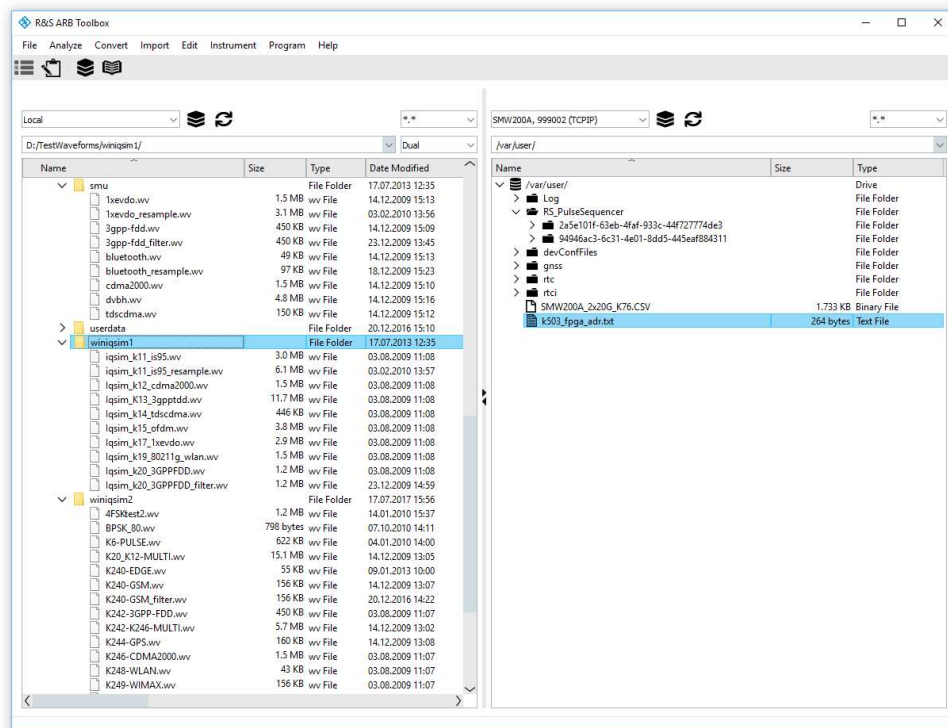 R&S ARB Toolbox
File Analyze Convert Import Edit Instrument Program Help
Local *.*
D:/TestWaveforms/winiqsim1/ Dual
Name Size Type Date Modified
smu File Folder 17.07.2013 12:35
1xevdo.wv 1.5 MB wv File 14.12.2009 15:13
1xevdo_resample.wv 3.1 MB wv File 03.02.2010 13:56
3gpp-fdd.wv 450 KB wv File 14.12.2009 15:09
3gpp-fdd_filter.wv 450 KB wv File 23.12.2009 13:45
bluetooth.wv 49 KB wv File 14.12.2009 15:13
bluetooth_resample.wv 97 KB wv File 18.12.2009 15:23
cdma2000.wv 1.5 MB wv File 14.12.2009 15:10
dvbh.wv 4.8 MB wv File 14.12.2009 15:16
tdscdma.wv 150 KB wv File 14.12.2009 15:12
userdata File Folder 20.12.2016 15:10
winiqsim1 File Folder 17.07.2013 12:35
iqsim_k11_is95.wv 3.0 MB wv File 03.08.2009 11:08
iqsim_k11_is95_resample.wv 6.1 MB wv File 03.02.2010 13:57
Iqsim_k12_cdma2000.wv 1.5 MB wv File 03.08.2009 11:08
Iqsim_K13_3gpptdd.wv 11.7 MB wv File 03.08.2009 11:08
Iqsim_k14_tdscdma.wv 446 KB wv File 03.08.2009 11:08
Iqsim_k15_ofdm.wv 3.8 MB wv File 03.08.2009 11:08
Iqsim_k17_1xevdo.wv 2.9 MB wv File 03.08.2009 11:08
Iqsim_k19_80211g_wlan.wv 1.5 MB wv File 03.08.2009 11:08
Iqsim_k20_3GPPFDD.wv 1.2 MB wv File 03.08.2009 11:08
Iqsim_k20_3GPPFDD_filter.wv 1.2 MB wv File 23.12.2009 14:59
winiqsim2 File Folder 17.07.2017 15:56
4FSKtest2.wv 1.2 MB wv File 14.01.2010 15:37
BPSK_80.wv 798 bytes wv File 07.10.2010 14:11
K6-PULSE.wv 622 KB wv File 04.01.2010 14:00
K20_K12-MULTI.wv 15.1 MB wv File 14.12.2009 13:05
K240-EDGE.wv 55 KB wv File 09.01.2013 10:00
K240-GSM.wv 156 KB wv File 14.12.2009 13:07
K240-GSM_filter.wv 156 KB wv File 20.12.2016 14:22
K242-3GPP-FDD.wv 450 KB wv File 03.08.2009 11:07
K242-K246-MULTI.wv 5.7 MB wv File 14.12.2009 13:02
K244-GPS.wv 160 KB wv File 14.12.2009 13:08
K246-CDMA2000.wv 1.5 MB wv File 03.08.2009 11:07
K248-WLAN.wv 43 KB wv File 03.08.2009 11:07
K249-WIMAX.wv 156 KB wv File 03.08.2009 11:07
SMW200A, 999002 (TCPIP) *.*
/var/user/
Name Size Type
/var/user/ Drive
Log File Folder
RS_PulseSequencer File Folder
2a5e101f-63eb-4faf-933c-44f727774de3 File Folder
94946ac3-6c31-4e01-8dd5-445eaf884311 File Folder
devConfFiles File Folder
gnss File Folder
rtc File Folder
rtci File Folder
SMW200A_2x20G_K76.CSV 1.733 KB Binary File
k503_fpga_adr.txt 264 bytes Text File